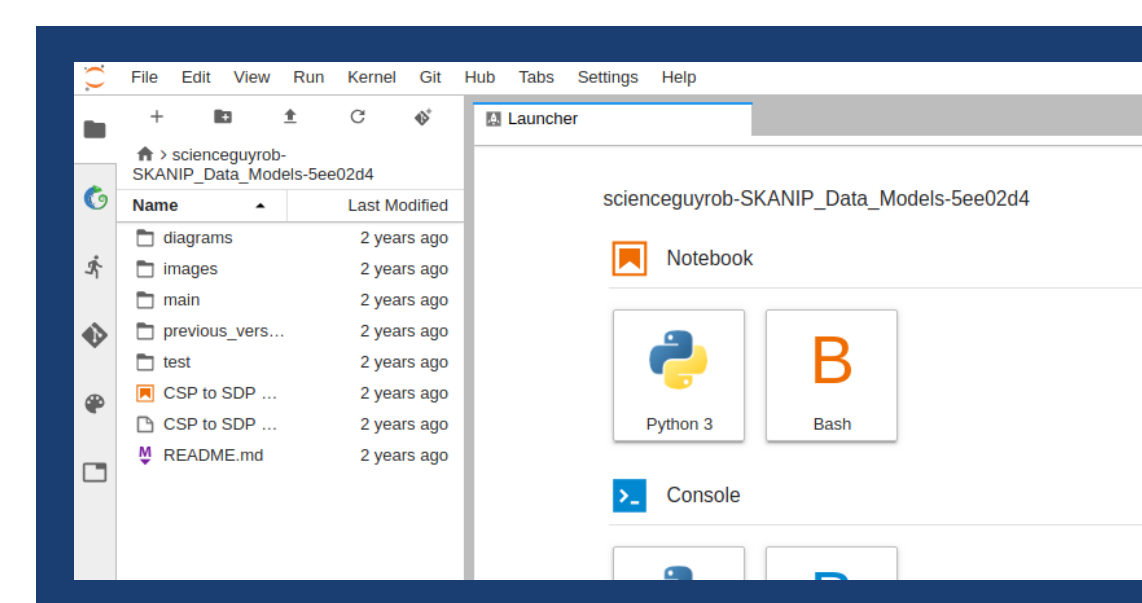 File Edit View Run Kernel Git Hub Tabs Settings Help
Launcher
> scienceguyrob-
SKANIP_Data_Models-5ee02d4
Name Last Modified
diagrams 2 years ago
images 2 years ago
main 2 years ago
previous_vers... 2 years ago
test 2 years ago
CSP to SDP ... 2 years ago
CSP to SDP ... 2 years ago
README.md 2 years ago
scienceguyrob-SKANIP_Data_Models-5ee02d4
Notebook
B
Python 3 Bash
Console